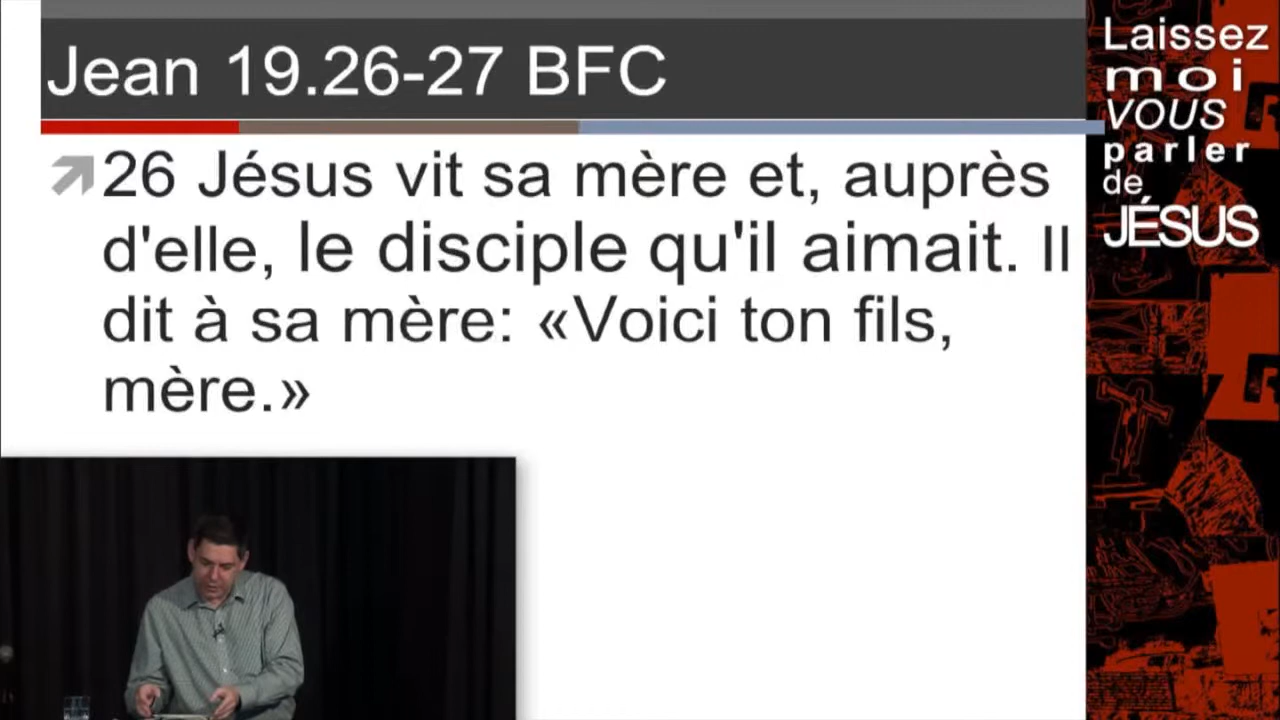 Jean 19.26-27 BFC
26 Jésus vit sa mère et, auprès
d'elle, le disciple qu'il aimait. Il
dit à sa mère: «Voici ton fils,
mère.»
Laissez
moi
vous
parler
de
JÉSUS